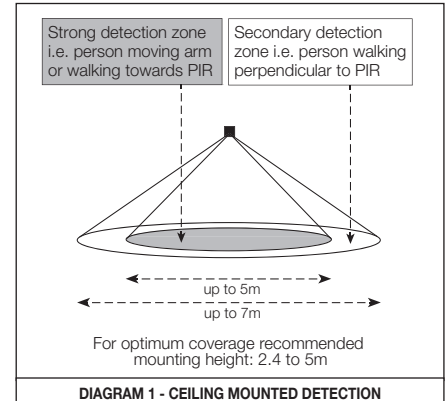 Strong detection zone
i.e. person moving arm
or walking towards PIR
Secondary detection
zone i.e. person walking
perpendicular to PIR
up to 5m
up to 7m
For optimum coverage recommended
mounting height: 2.4 to 5m
DIAGRAM 1 - CEILING MOUNTED DETECTION